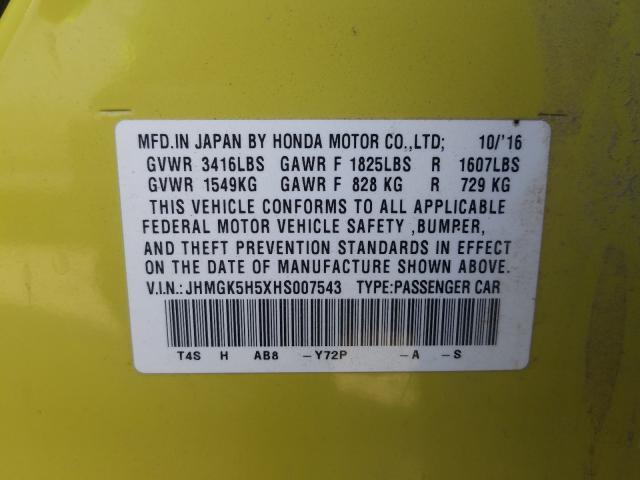 MFD.IN JAPAN BY HONDA MOTOR CO.,LTD; 10/'16
GVWR 3416LBS GAWR F 1825LBS R 1607LBS
GVWR 1549KG GAWR F 828 KG R 729 KG
THIS VEHICLE CONFORMS TO ALL APPLICABLE
FEDERAL MOTOR VEHICLE SAFETY ,BUMPER,
AND THEFT PREVENTION STANDARDS IN EFFECT
ON THE DATE OF MANUFACTURE SHOWN ABOVE.
V.I.N.:JHMGK5H5XHS007543 TYPE:PASSENGER CAR
T4S H AB8 -Y72P -A -S